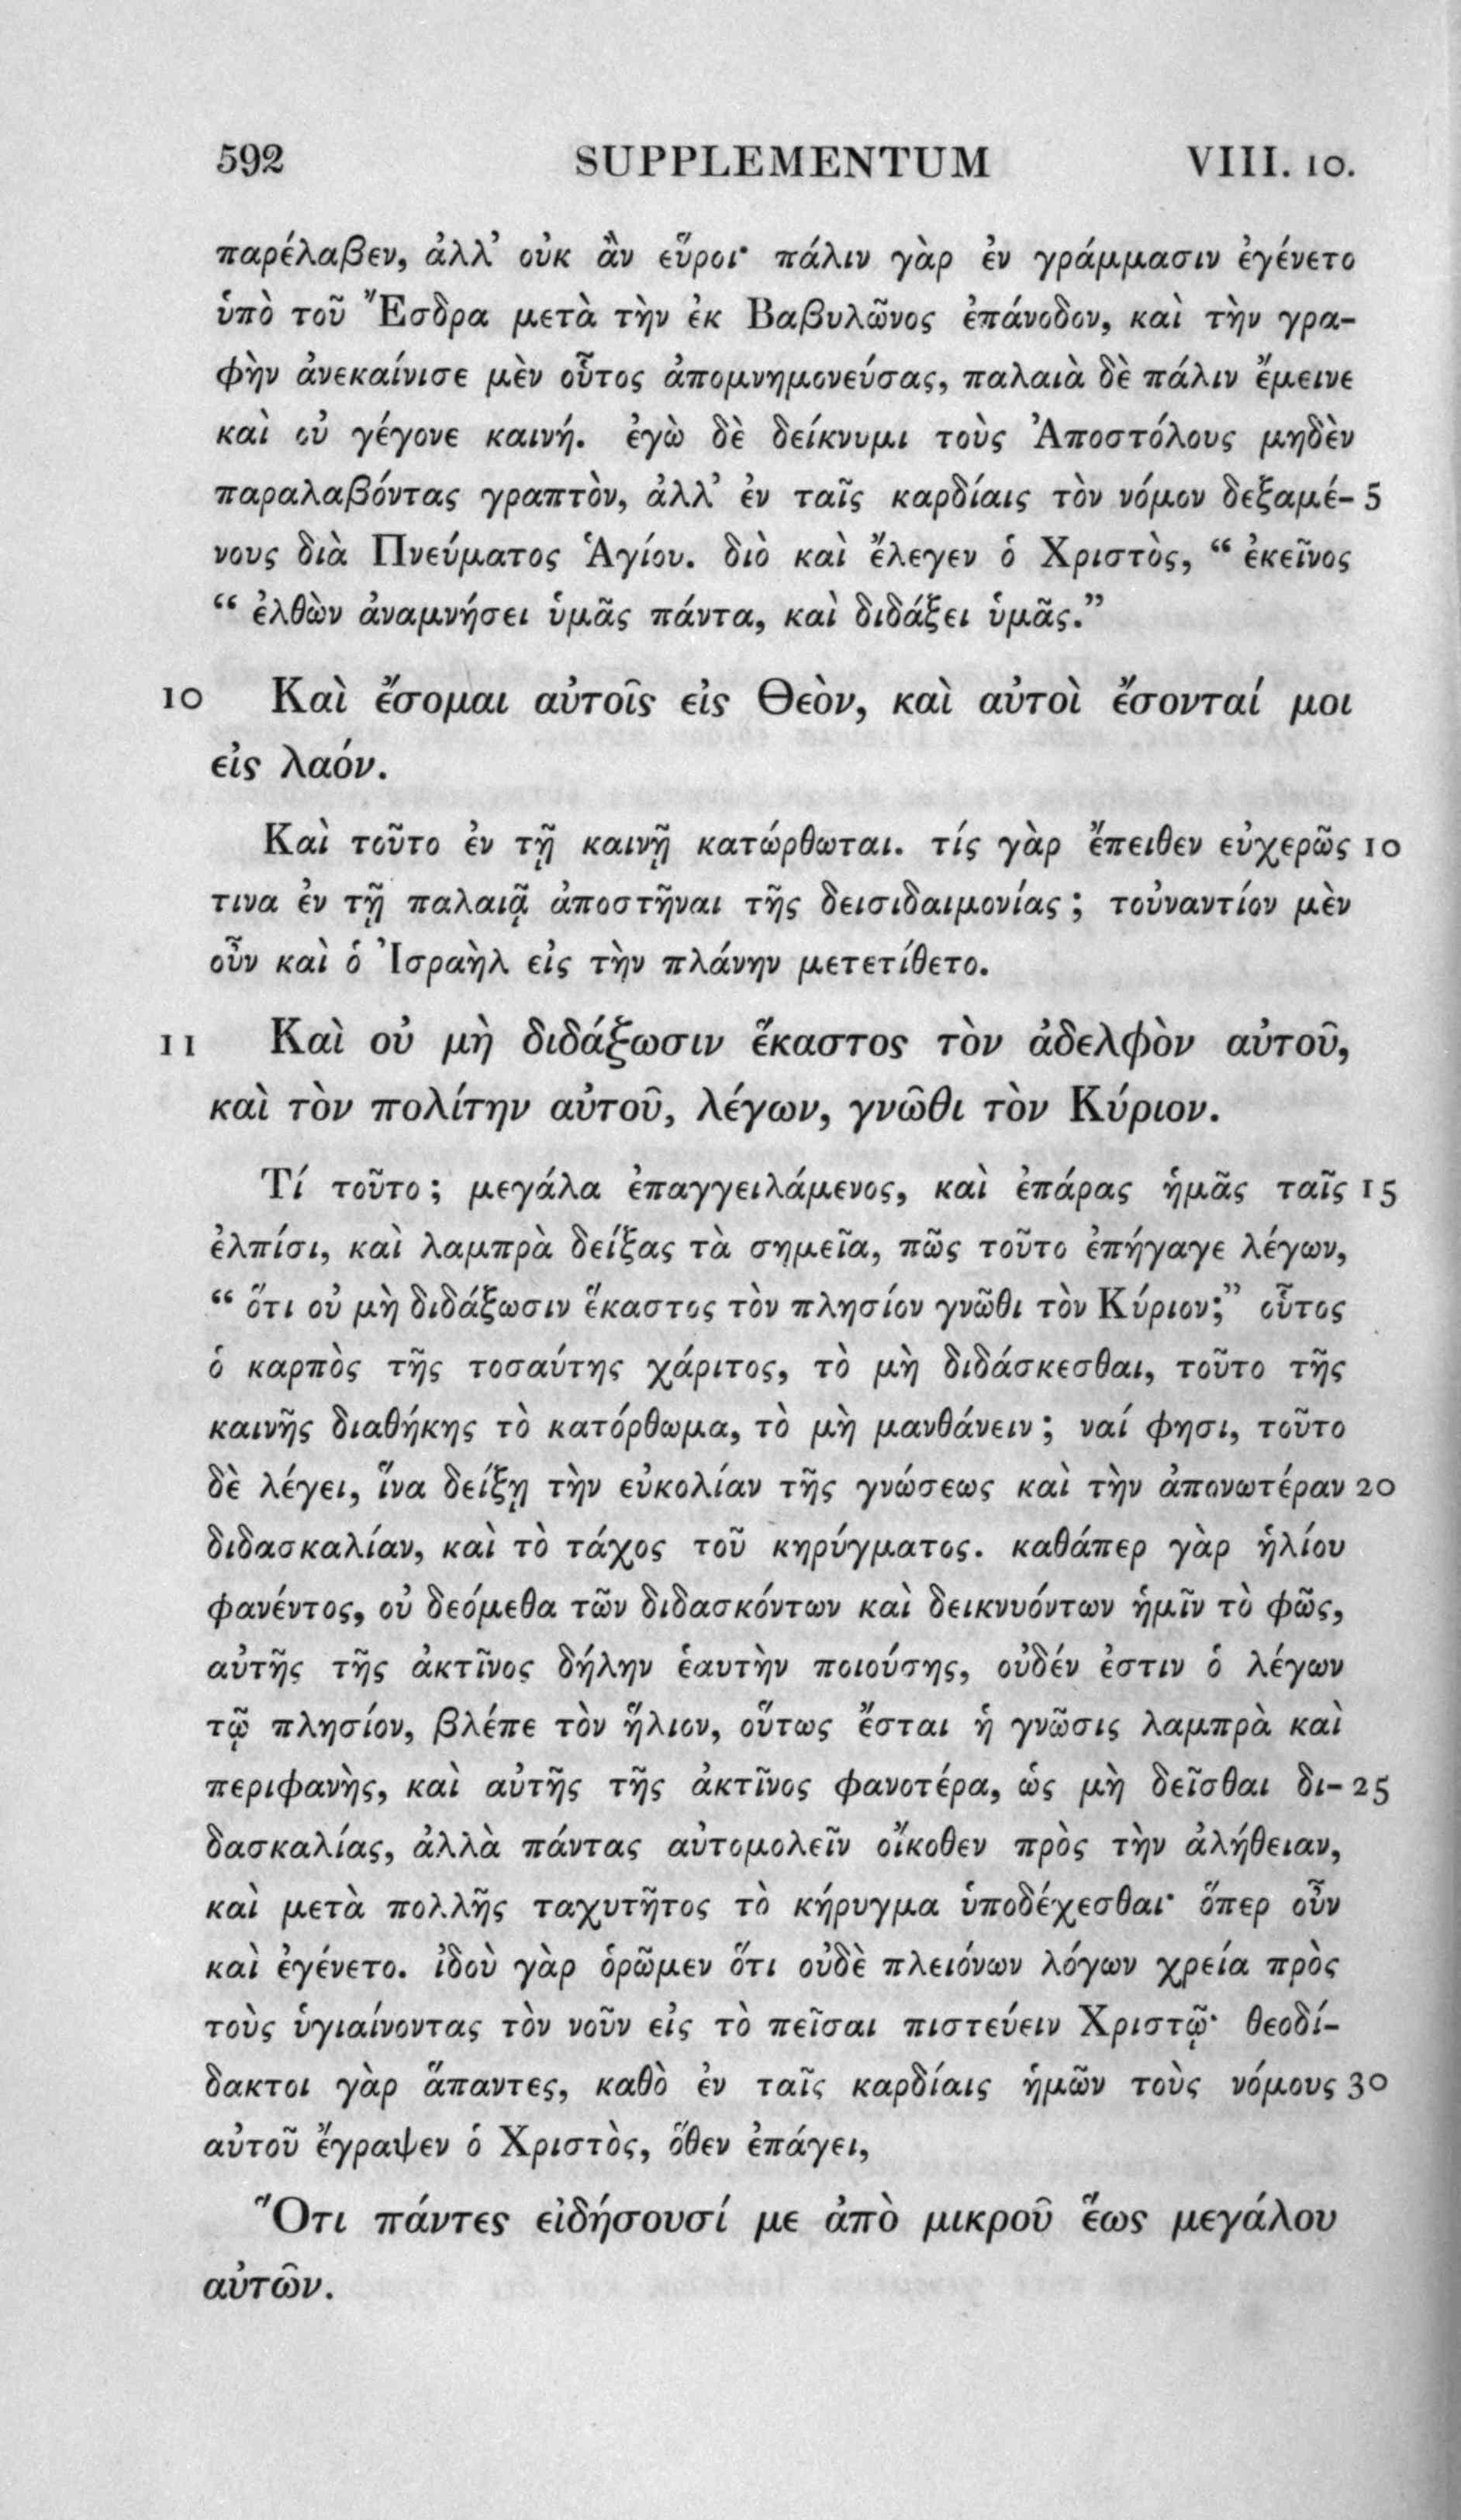 592 SUPPLEMENTUM VIII. 10.
παρέλαβεν, ἀλλ’ οὐκ ἂν εὕροι· πάλιν γὰρ ἐν γράμμασιν ἐγένετο
ὑπὸ τοῦ Ἔσδρα μετὰ τὴν ἐκ Βαβυλῶνος ἐπάνοδον, καὶ τὴν γρα-
φὴν ἀνεκαίνισε μὲν οὗτος ἀπομνημονεύσας, παλαιὰ δὲ πάλιν ἔμεινε
καὶ οὐ γέγονε καινή. ἐγὼ δὲ δείκνυμι τοὺς Ἀποστόλους μηδὲν
παραλαβόντας γραπτὸν, ἀλλ’ ἐν ταῖς καρδίαις τὸν νόμον δεξαμέ- 5
νους διὰ Πνεύματος Ἁγίου. διὸ καὶ ἔλεγεν ὁ Χριστὸς, “ ἐκεῖνος
“ ἐλθὼν ἀναμνήσει ὑμᾶς πάντα, καὶ διδάξει ὑμᾶς.”
10 Καὶ ἔσομαι αὐτοῖς εἰς Θεὸν, καὶ αὐτοὶ ἔσονταί μοι
εἰς λαόν.
Καὶ τοῦτο ἐν τῇ καινῇ κατώρθωται. τίς γὰρ ἔπειθεν εὐχερῶς 10
τινα ἐν τῇ παλαιᾷ ἀποστῆναι τῆς δεισιδαιμονίας ; τοὐναντίον μὲν
οὖν καὶ ὁ Ἰσραὴλ εἰς τὴν πλάνην μετετίθετο.
11 Καὶ οὐ μὴ διδάξωσιν ἕκαστος τὸν ἀδελφὸν αὐτοῦ,
καὶ τὸν πολίτην αὐτοῦ, λέγων, γνῶθι τὸν Κύριον.
Τί τοῦτο ; μεγάλα ἐπαγγειλάμενος, καὶ ἐπάρας ἡμᾶς ταῖς 15
ἐλπίσι, καὶ λαμπρὰ δείξας τὰ σημεῖα, πῶς τοῦτο ἐπήγαγε λέγων,
“ ὅτι οὐ μὴ διδάξωσιν ἕκαστος τὸν πλησίον γνῶθι τὸν Κύριον;” οὗτος
ὁ καρπὸς τῆς τοσαύτης χάριτος, τὸ μὴ διδάσκεσθαι, τοῦτο τῆς
καινῆς διαθήκης τὸ κατόρθωμα, τὸ μὴ μανθάνειν ; ναί φησι, τοῦτο
δὲ λέγει, ἵνα δείξῃ τὴν εὐκολίαν τῆς γνώσεως καὶ τὴν ἀπονωτέραν 20
διδασκαλίαν, καὶ τὸ τάχος τοῦ κηρύγματος. καθάπερ γὰρ ἡλίου
φανέντος, οὐ δεόμεθα τῶν διδασκόντων καὶ δεικνυόντων ἡμῖν τὸ φῶς,
αὐτῆς τῆς ἀκτῖνος δήλην ἑαυτὴν ποιούσης, οὐδέν ἐστιν ὁ λέγων
τῷ πλησίον, βλέπε τὸν ἥλιον, οὕτως ἔσται ἡ γνῶσις λαμπρὰ καὶ
περιφανὴς, καὶ αὐτῆς τῆς ἀκτῖνος φανοτέρα, ὡς μὴ δεῖσθαι δι- 25
δασκαλίας, ἀλλὰ πάντας αὐτομολεῖν οἴκοθεν πρὸς τὴν ἀλήθειαν,
καὶ μετὰ πολλῆς ταχυτῆτος τὸ κήρυγμα ὑποδέχεσθαι· ὅπερ οὖν
καὶ ἐγένετο. ἰδοὺ γὰρ ὁρῶμεν ὅτι οὐδὲ πλειόνων λόγων χρεία πρὸς
τοὺς ὑγιαίνοντας τὸν νοῦν εἰς τὸ πεῖσαι πιστεύειν Χριστῷ· θεοδί-
δακτοι γὰρ ἅπαντες, καθὸ ἐν ταῖς καρδίαις ἡμῶν τοὺς νόμους 30
αὐτοῦ ἔγραψεν ὁ Χριστὸς, ὅθεν ἐπάγει,
Ὅτι πάντες εἰδήσουσί με ἀπὸ μικροῦ ἕως μεγάλου
αὐτῶν.